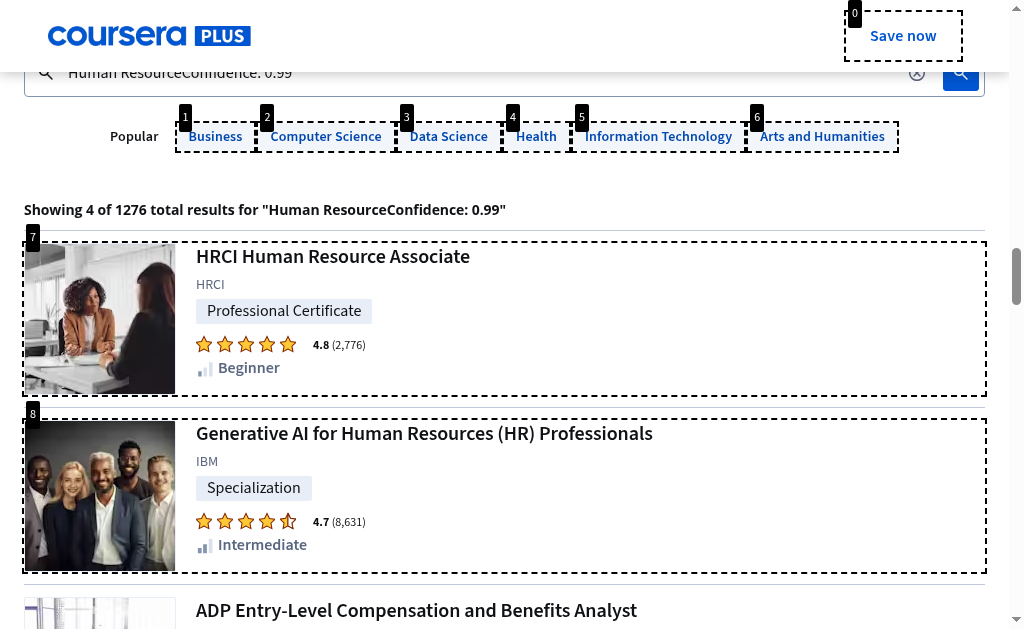 coursera PLUS
0
Save now
Human ResourceConfidence: 0.99
Popular
1
Business
2
Computer Science
3
Data Science
4
Health
5
Information Technology
6
Arts and Humanities
Showing 4 of 1276 total results for "Human ResourceConfidence: 0.99"
7
HRCI Human Resource Associate
HRCI
Professional Certificate
4.8 (2,776)
Beginner
8
Generative AI for Human Resources (HR) Professionals
IBM
Specialization
4.7 (8,631)
Intermediate
ADP Entry-Level Compensation and Benefits Analyst